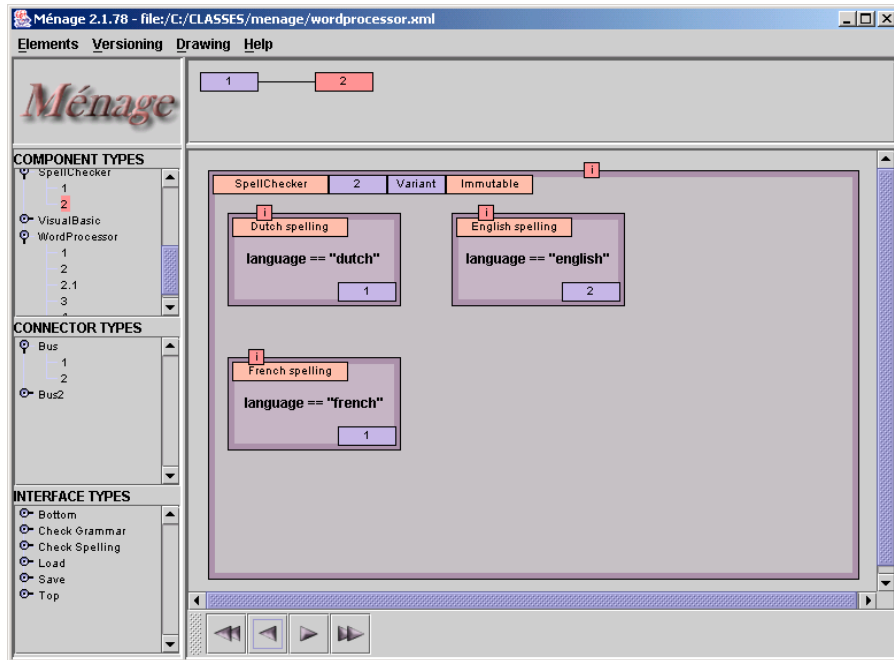 Ménage 2.1.78 - file:/C:/CLASSES/menage/wordprocessor.xml
Elements Versioning Drawing Help
Ménage
1 2
COMPONENT TYPES
SpellChecker
1
2
VisualBasic
WordProcessor
1
2
2.1
3
CONNECTOR TYPES
Bus
1
2
Bus2
INTERFACE TYPES
Bottom
Check Grammar
Check Spelling
Load
Save
Top
i
SpellChecker 2 Variant Immutable
i
Dutch spelling
language == "dutch"
1
i
English spelling
language == "english"
2
i
French spelling
language == "french"
1